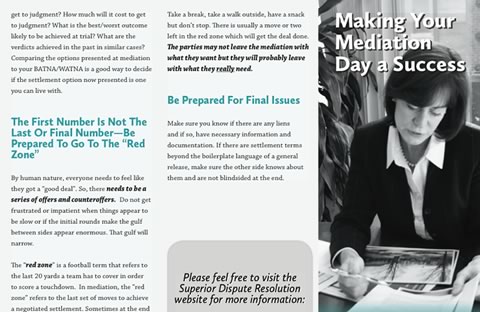 get to judgment? How much will it cost to get
to judgment? What is the best/worst outcome
likely to be achieved at trial? What are the
verdicts achieved in the past in similar cases?
Comparing the options presented at mediation
to your BATNA/WATNA is a good way to decide
if the settlement option now presented is one
you can live with.
The First Number Is Not The
Last Or Final Number—Be
Prepared To Go To The "Red
Zone"
By human nature, everyone needs to feel like
they got a "good deal". So, there needs to be a
series of offers and counteroffers. Do not get
frustrated or impatient when things appear to
be slow or if the initial rounds make the gulf
between sides appear enormous. That gulf will
narrow.
The "red zone" is a football term that refers to
the last 20 yards a team has to cover in order
to score a touchdown. In mediation, the "red
zone" refers to the last set of moves to achieve
a negotiated settlement. Sometimes at the end
Take a break, take a walk outside, have a snack
but don't stop. There is usually a move or two
left in the red zone which will get the deal done.
The parties may not leave the mediation with
what they want but they will probably leave
with what they really need.
Be Prepared For Final Issues
Make sure you know if there are any liens
and if so, have necessary information and
documentation. If there are settlement terms
beyond the boilerplate language of a general
release, make sure the other side knows about
them and are not blindsided at the end.
Please feel free to visit the
Superior Dispute Resolution
website for more information:
Making Your
Mediation
Day a Success